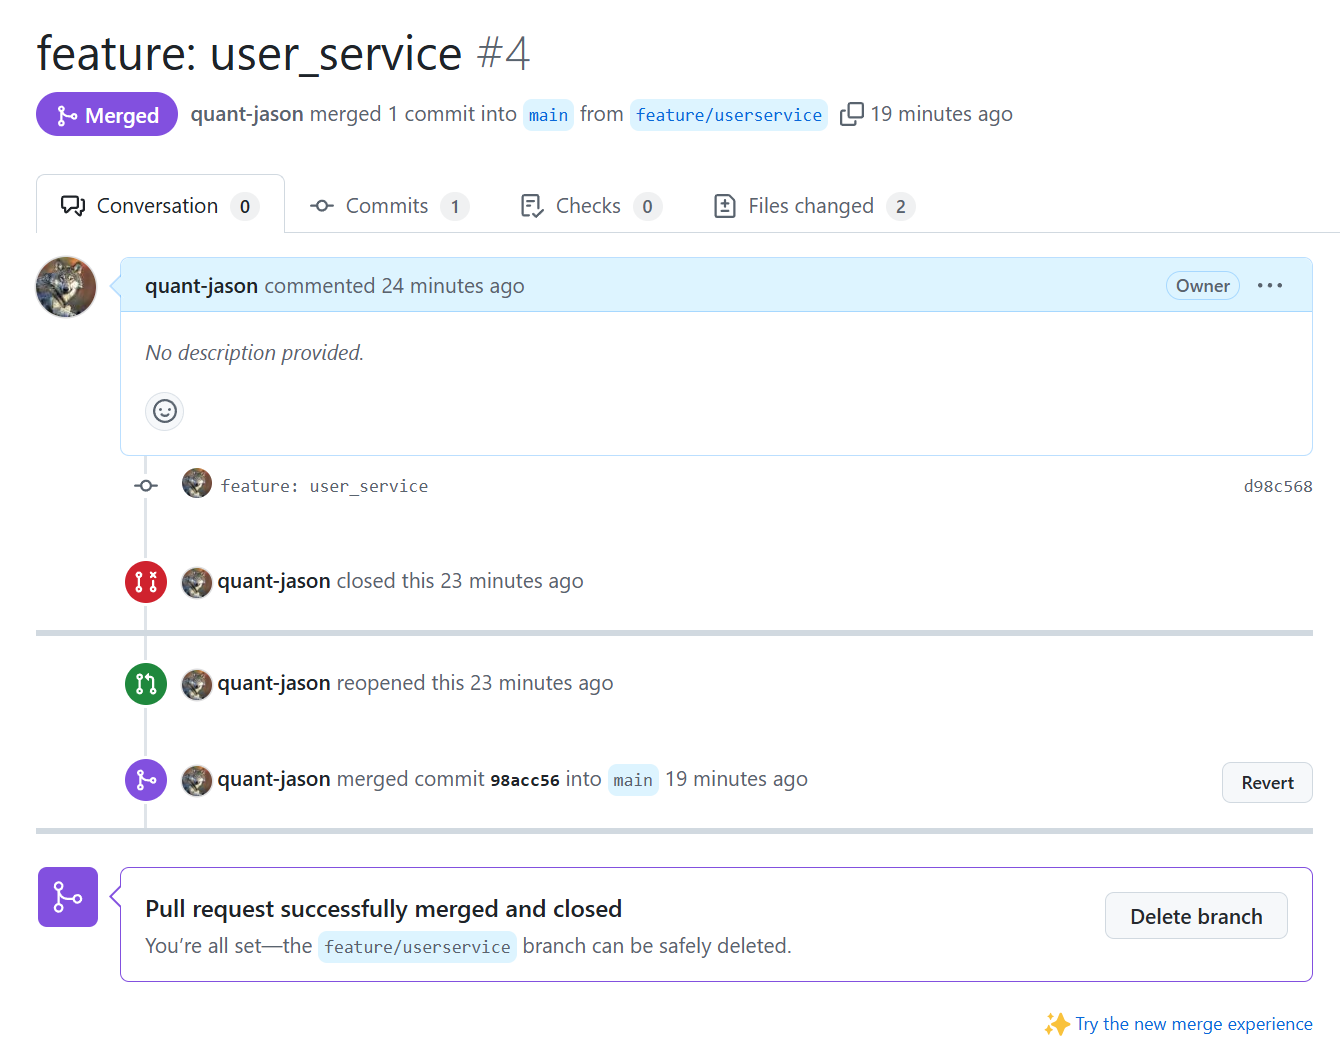 feature: user_service #4
Merged quant-jason merged 1 commit into main from feature/userservice 19 minutes ago
Conversation 0 Commits 1 Checks 0 Files changed 2
quant-jason commented 24 minutes ago Owner ...
No description provided.
feature: user_service d98c568
quant-jason closed this 23 minutes ago
quant-jason reopened this 23 minutes ago
quant-jason merged commit 98acc56 into main 19 minutes ago Revert
Pull request successfully merged and closed
You’re all set—the feature/userservice branch can be safely deleted.
Delete branch
Try the new merge experience